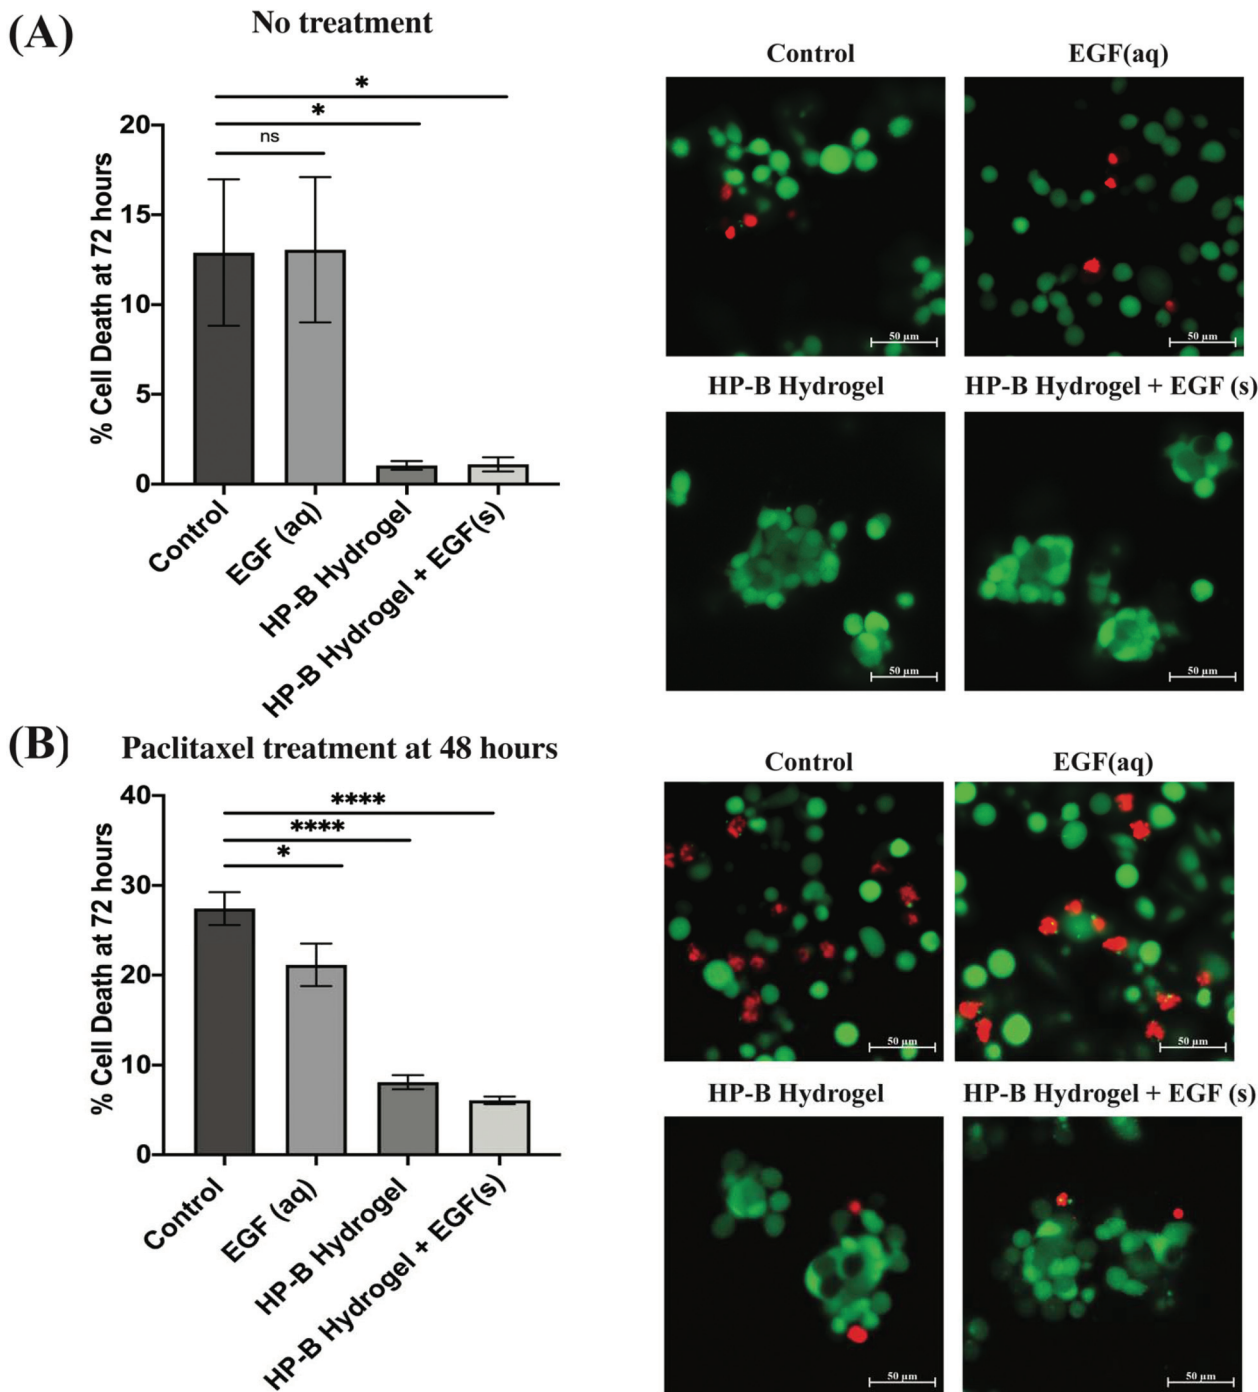 (A)
No treatment
% Cell Death at 72 hours
20
15
10
5
0
*
*
ns
Control
EGF (aq)
HP-B Hydrogel
HP-B Hydrogel + EGF(s)
Control
EGF(aq)
50 µm
50 µm
HP-B Hydrogel
HP-B Hydrogel + EGF (s)
50 µm
50 µm
(B)
Paclitaxel treatment at 48 hours
% Cell Death at 72 hours
40
30
20
10
0
****
****
*
Control
EGF (aq)
HP-B Hydrogel
HP-B Hydrogel + EGF(s)
Control
EGF(aq)
50 µm
50 µm
HP-B Hydrogel
HP-B Hydrogel + EGF (s)
50 µm
50 µm